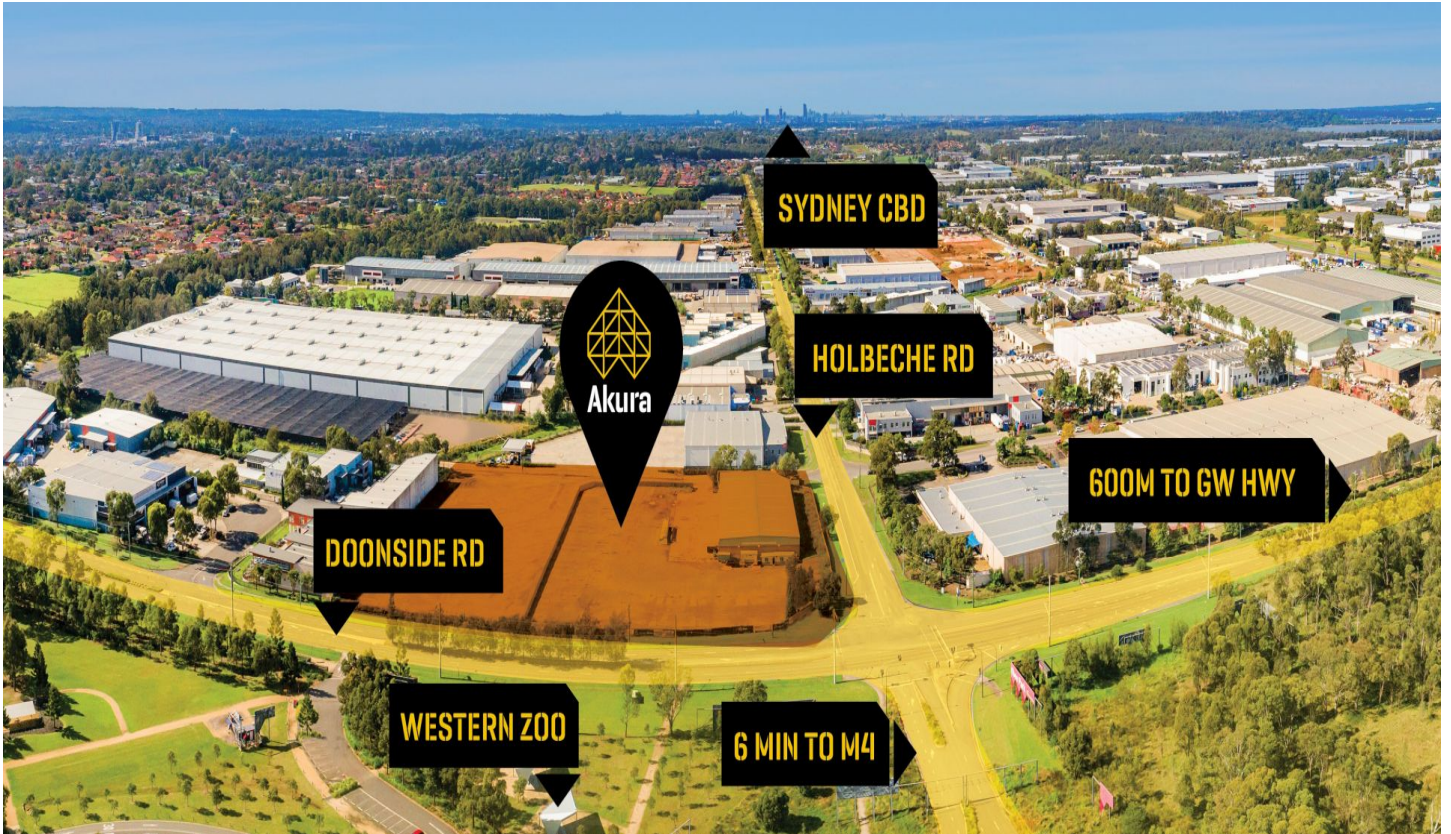 SYDNEY CBD
HOLBECHE RD
Akura
600M TO GW HWY
DOONSIDE RD
WESTERN ZOO
6 MIN TO M4